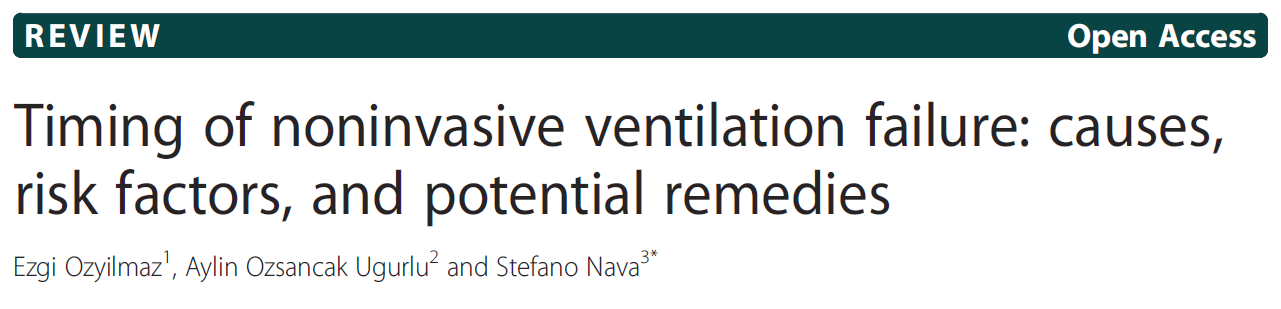 REVIEW Open Access
Timing of noninvasive ventilation failure: causes,
risk factors, and potential remedies
Ezgi Ozyilmaz1, Aylin Ozsancak Ugurlu2 and Stefano Nava3*